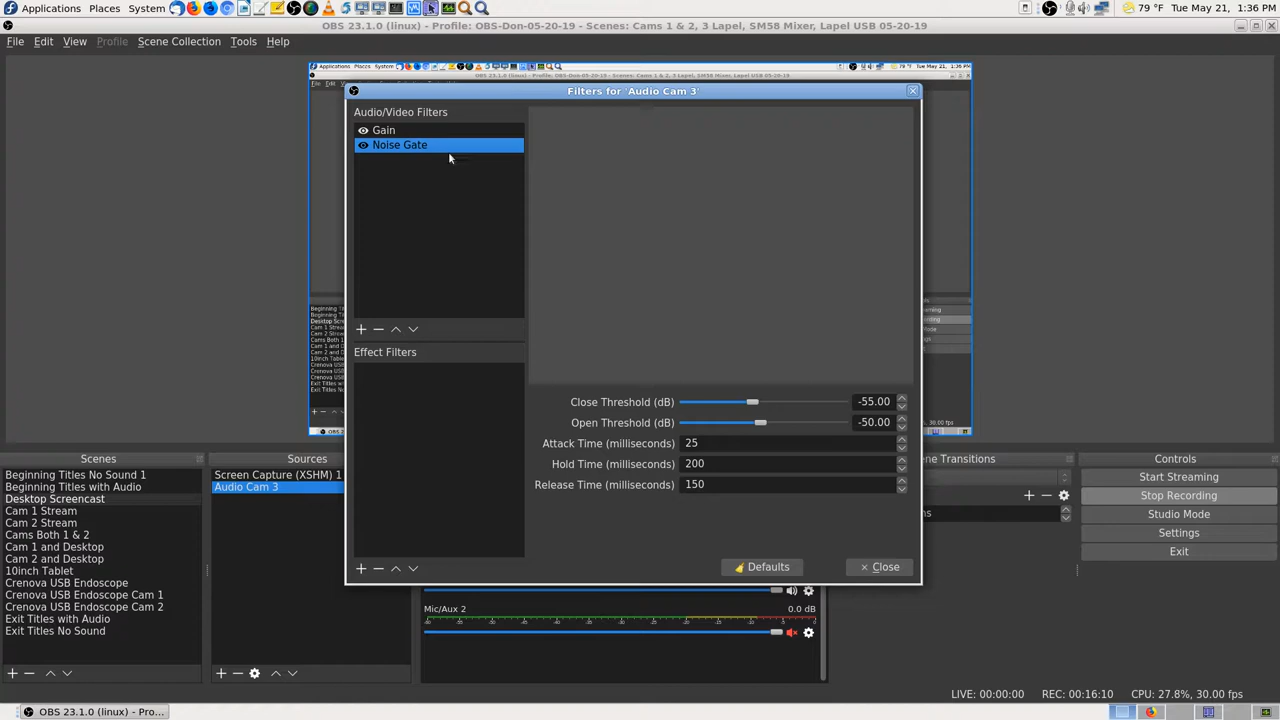 Applications Places System
79 °F Tue May 21, 1:36 PM
OBS 23.1.0 (linux) - Profile: OBS-Don-05-20-19 - Scenes: Cams 1 & 2, 3 Lapel, SM58 Mixer, Lapel USB 05-20-19
File Edit View Profile Scene Collection Tools Help
Filters for 'Audio Cam 3'
Audio/Video Filters
Gain
Noise Gate
Effect Filters
Close Threshold (dB) -55.00
Open Threshold (dB) -50.00
Attack Time (milliseconds) 25
Hold Time (milliseconds) 200
Release Time (milliseconds) 150
Defaults
Close
Scenes
Beginning Titles No Sound 1
Beginning Titles with Audio
Desktop Screencast
Cam 1 Stream
Cam 2 Stream
Cams Both 1 & 2
Cam 1 and Desktop
Cam 2 and Desktop
10inch Tablet
Crenova USB Endoscope
Crenova USB Endoscope Cam 1
Crenova USB Endoscope Cam 2
Exit Titles with Audio
Exit Titles No Sound
Sources
Screen Capture (XSHM) 1
Audio Cam 3
Mic/Aux 2 0.0 dB
ene Transitions
ns
Controls
Start Streaming
Stop Recording
Studio Mode
Settings
Exit
LIVE: 00:00:00 REC: 00:16:10 CPU: 27.8%, 30.00 fps
OBS 23.1.0 (linux) - Pro...